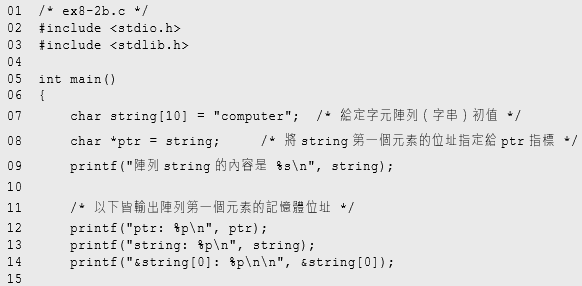 01 /* ex8-2b.c */
02 #include <stdio.h>
03 #include <stdlib.h>
04
05 int main()
06 {
07     char string[10] = "computer";  /* 給定字元陣列(字串)初值 */
08     char *ptr = string;     /* 將 string 第一個元素的位址指定給 ptr 指標 */
09     printf("陣列 string 的內容是 %s\n", string);
10
11     /* 以下皆輸出陣列第一個元素的記憶體位址 */
12     printf("ptr: %p\n", ptr);
13     printf("string: %p\n", string);
14     printf("&string[0]: %p\n\n", &string[0]);
15